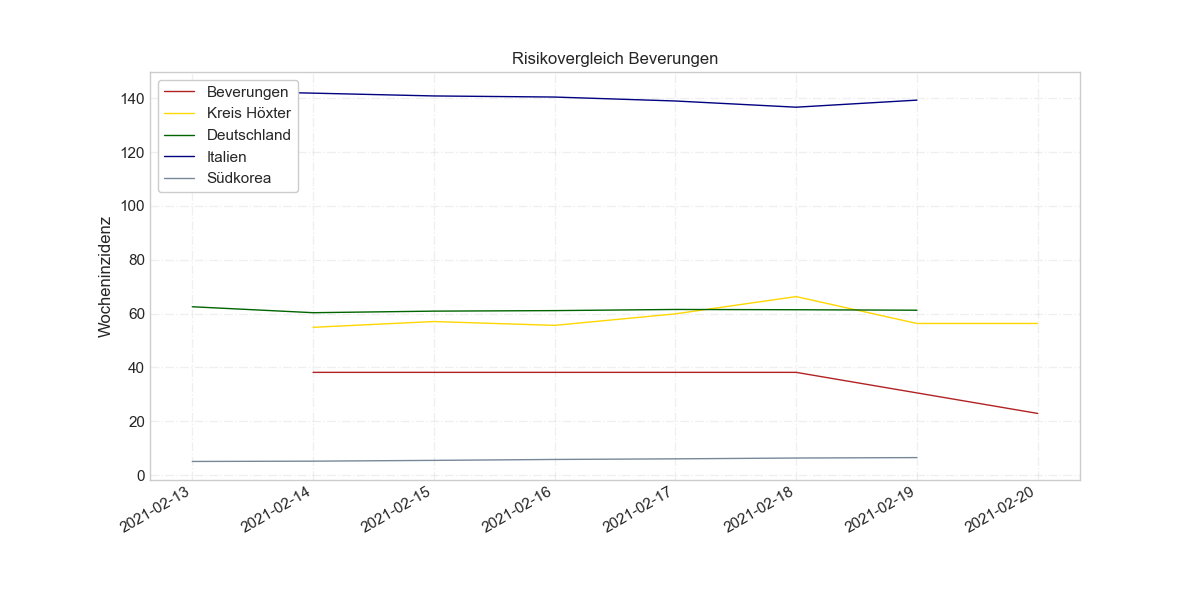 Risikovergleich Beverungen
Beverungen
Kreis Höxter
Deutschland
Italien
Südkorea
Wocheninzidenz
140
120
100
80
60
40
20
0
2021-02-13
2021-02-14
2021-02-15
2021-02-16
2021-02-17
2021-02-18
2021-02-19
2021-02-20